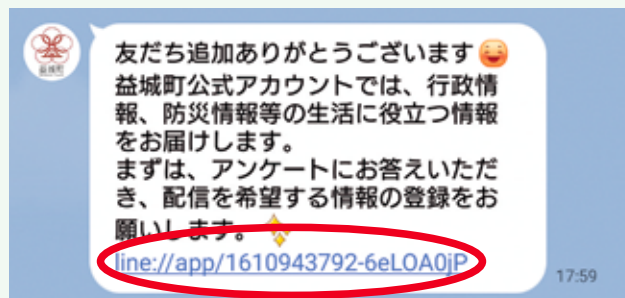 友だち追加ありがとうございます😄
益城町公式アカウントでは、行政情
報、防災情報等の生活に役立つ情報
をお届けします。
まずは、アンケートにお答えいただ
き、配信を希望する情報の登録をお
願いします。✨
line://app/1610943792-6eLOA0jP
17:59
益城町